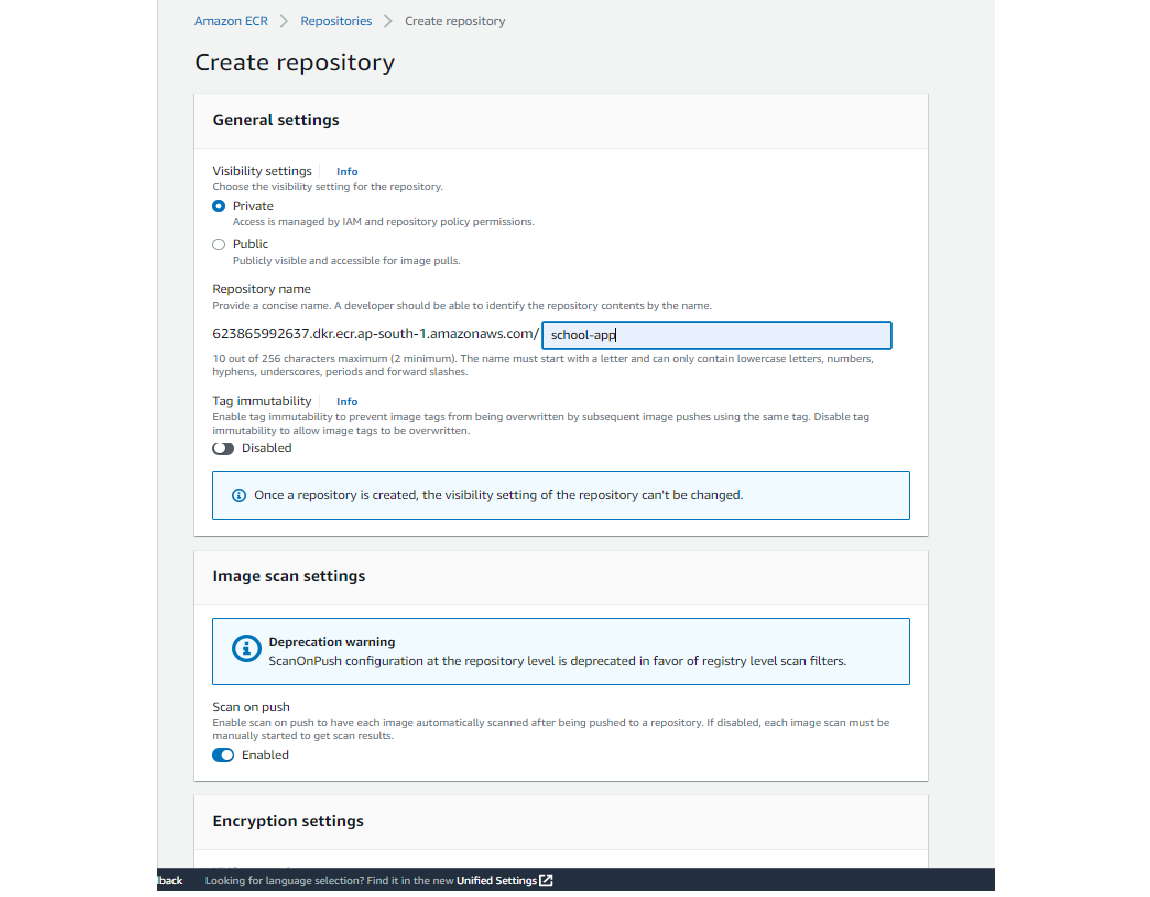 Amazon ECR > Repositories > Create repository
Create repository
General settings
Visibility settings Info
Choose the visibility setting for the repository.
Private
Access is managed by IAM and repository policy permissions.
Public
Publicly visible and accessible for image pulls.
Repository name
Provide a concise name. A developer should be able to identify the repository contents by the name.
623865992637.dkr.ecr.ap-south-1.amazonaws.com/ school-app
10 out of 256 characters maximum (2 minimum). The name must start with a letter and can only contain lowercase letters, numbers,
hyphens, underscores, periods and forward slashes.
Tag immutability Info
Enable tag immutability to prevent image tags from being overwritten by subsequent image pushes using the same tag. Disable tag
immutability to allow image tags to be overwritten.
Disabled
Once a repository is created, the visibility setting of the repository can't be changed.
Image scan settings
Deprecation warning
ScanOnPush configuration at the repository level is deprecated in favor of registry level scan filters.
Scan on push
Enable scan on push to have each image automatically scanned after being pushed to a repository. If disabled, each image scan must be
manually started to get scan results.
Enabled
Encryption settings
back Looking for language selection? Find it in the new Unified Settings